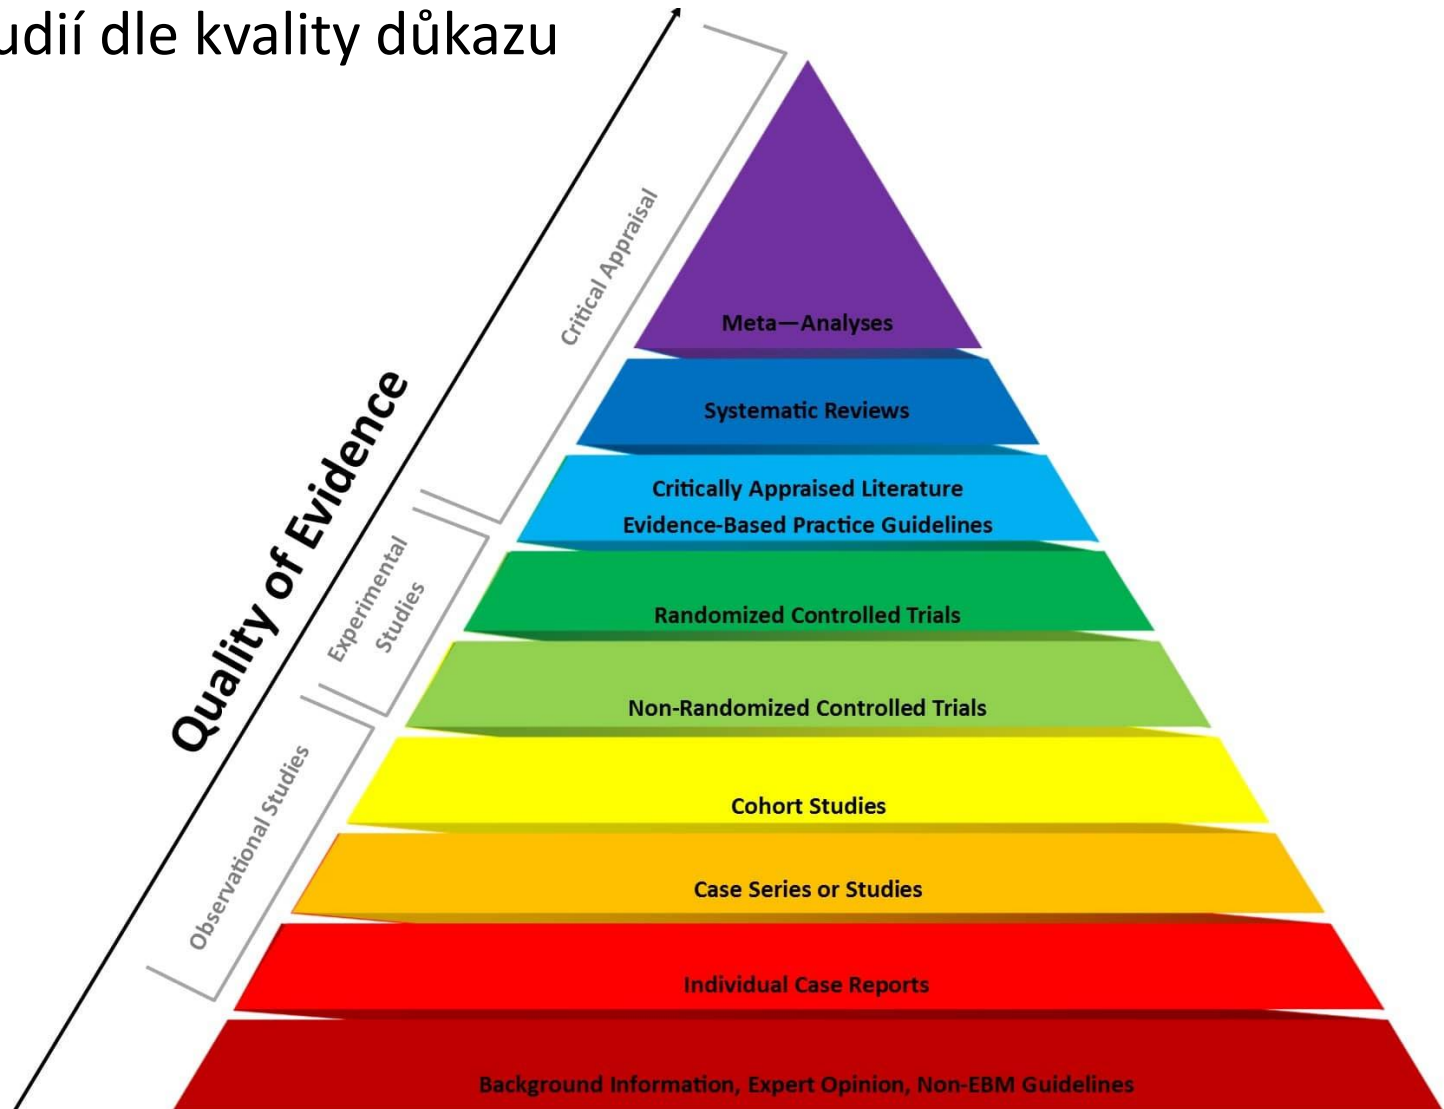 udií dle kvality důkazu
Quality of Evidence
Critical Appraisal
Experimental
Studies
Observational Studies
Meta—Analyses
Systematic Reviews
Critically Appraised Literature
Evidence-Based Practice Guidelines
Randomized Controlled Trials
Non-Randomized Controlled Trials
Cohort Studies
Case Series or Studies
Individual Case Reports
Background Information, Expert Opinion, Non-EBM Guidelines